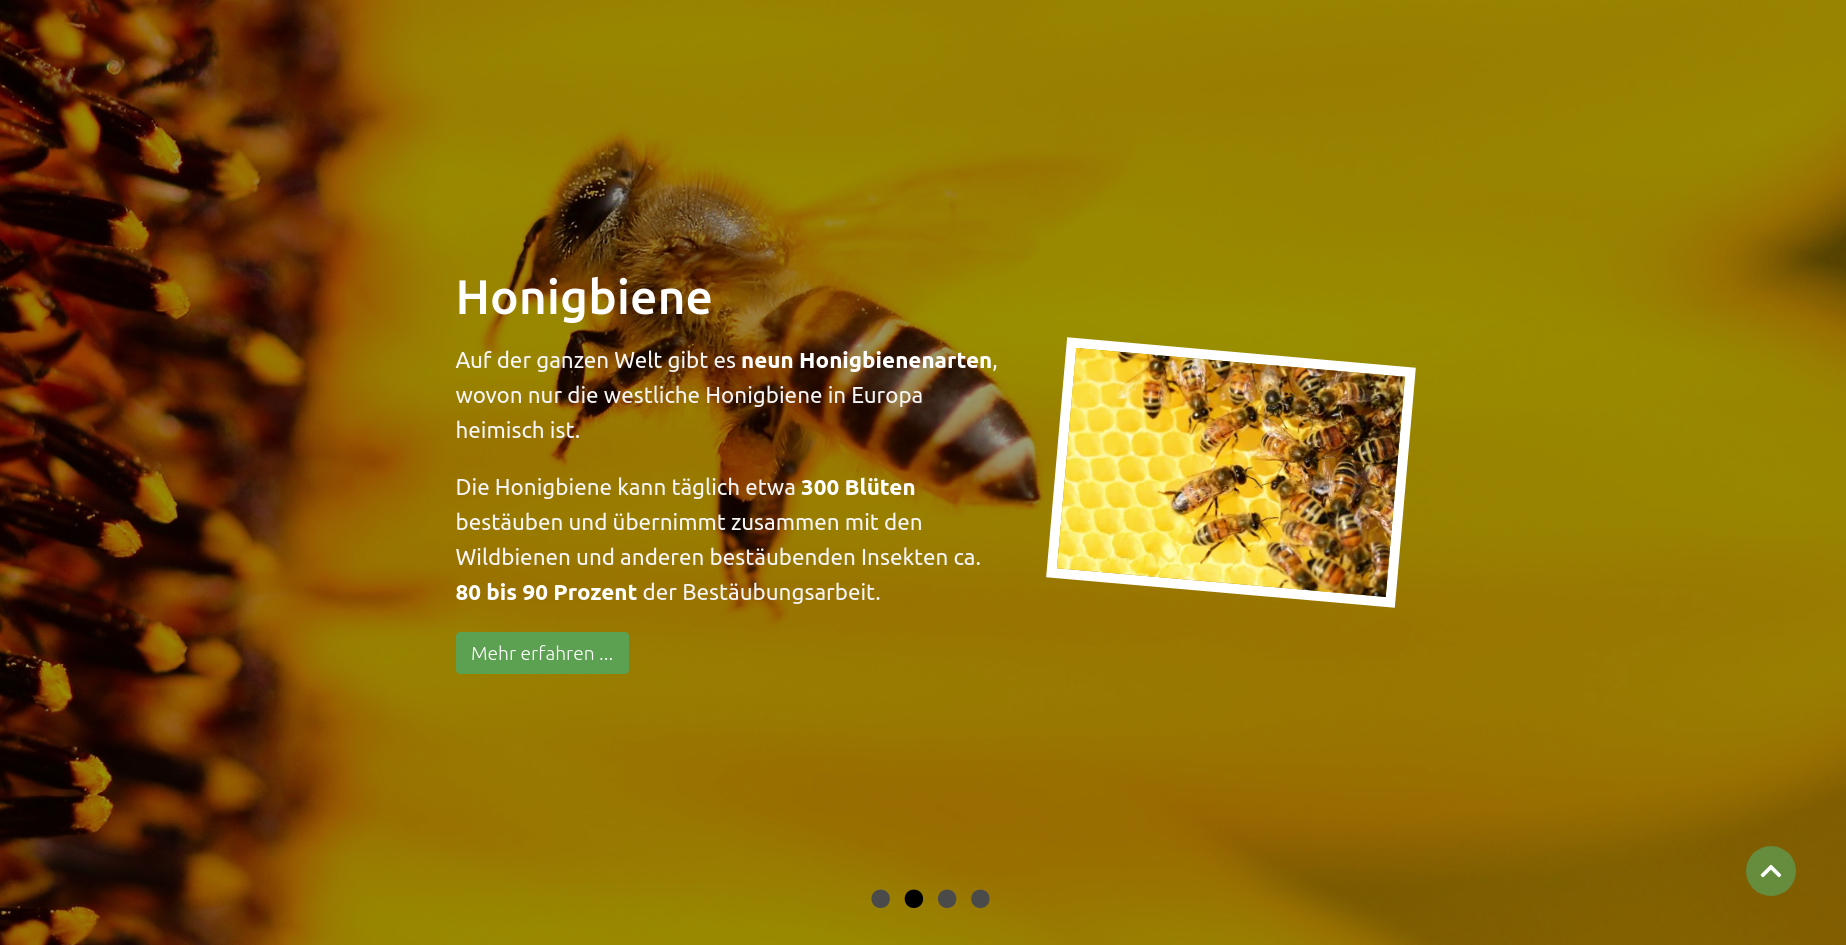 Honigbiene
Auf der ganzen Welt gibt es neun Honigbienenarten,
wovon nur die westliche Honigbiene in Europa
heimisch ist.
Die Honigbiene kann täglich etwa 300 Blüten
bestäuben und übernimmt zusammen mit den
Wildbienen und anderen bestäubenden Insekten ca.
80 bis 90 Prozent der Bestäubungsarbeit.
Mehr erfahren ...